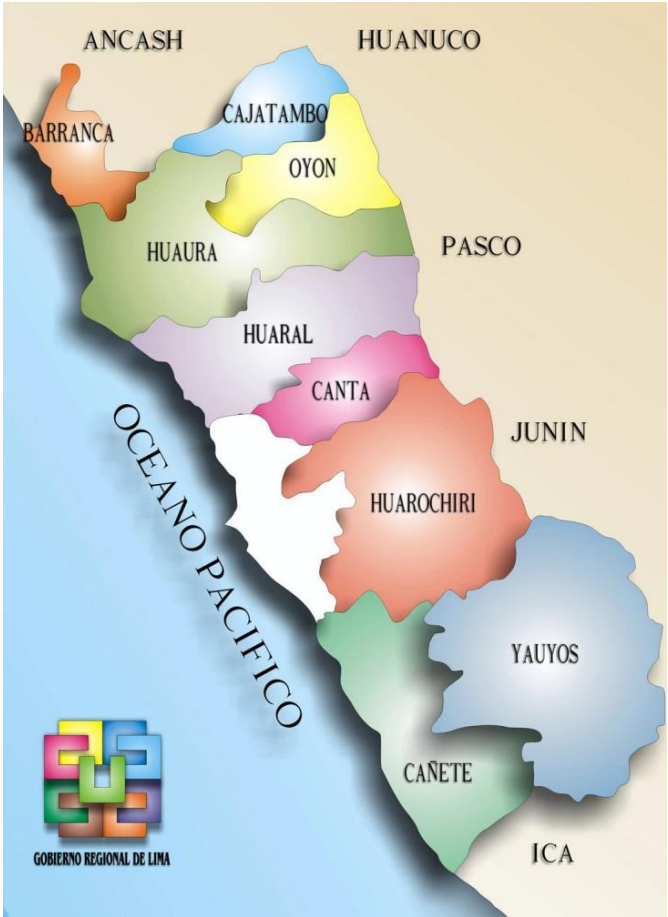 ANCASH
HUANUCO
CAJATAMBO
BARRANCA
OYON
HUAURA
PASCO
HUARAL
CANTA
JUNIN
OCEANO PACIFICO
HUAROCHIRI
YAUYOS
CAÑETE
ICA
GOBIERNO REGIONAL DE LIMA